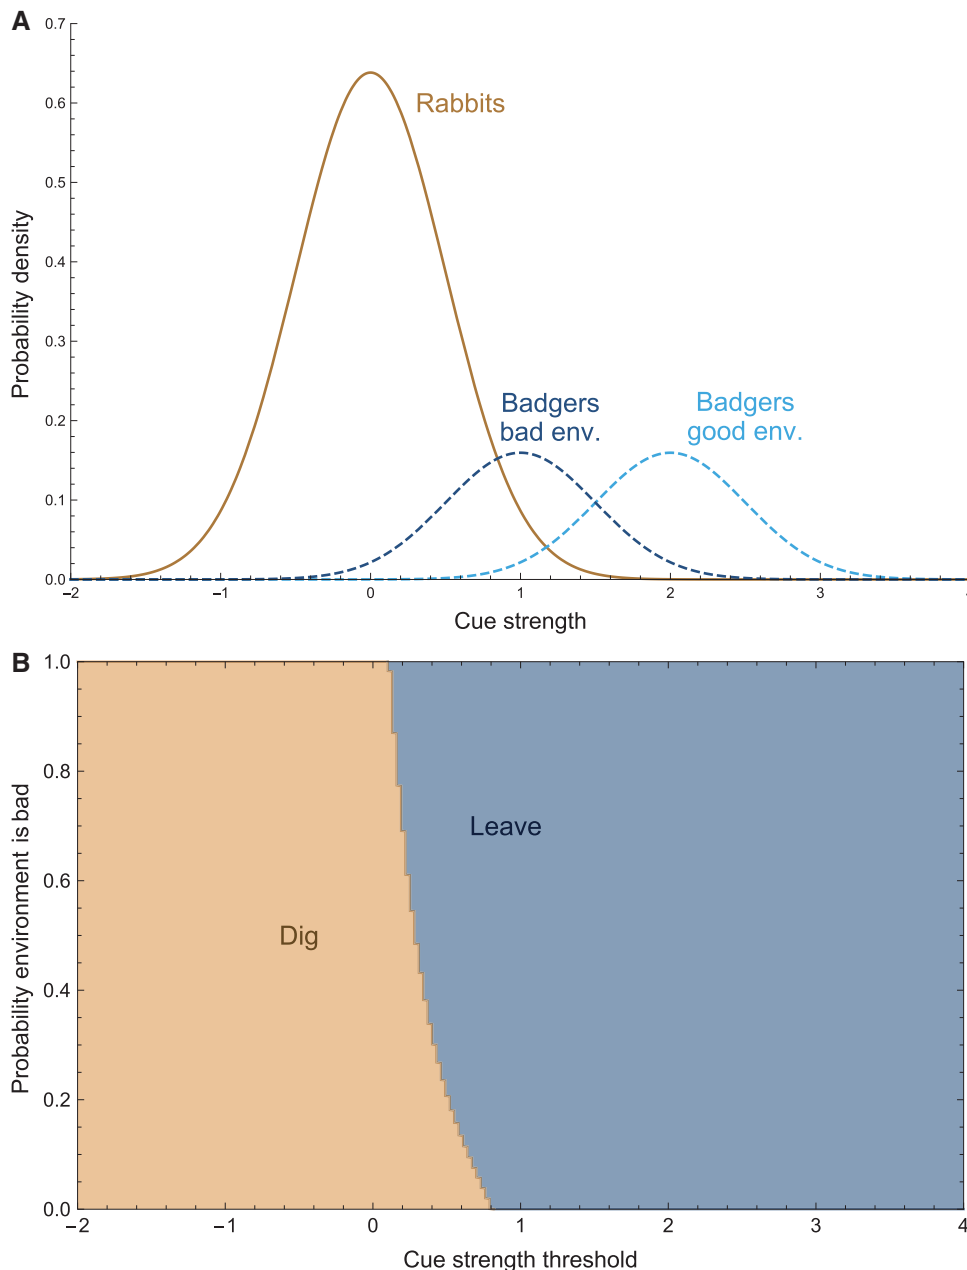 A
0.7
0.6
0.5
0.4
0.3
0.2
0.1
0.0
Probability density
Rabbits
Badgers
bad env.
Badgers
good env.
−2
−1
0
1
2
3
Cue strength
B
1.0
0.8
0.6
0.4
0.2
0.0
Probability environment is bad
Leave
Dig
−2
−1
0
1
2
3
4
Cue strength threshold